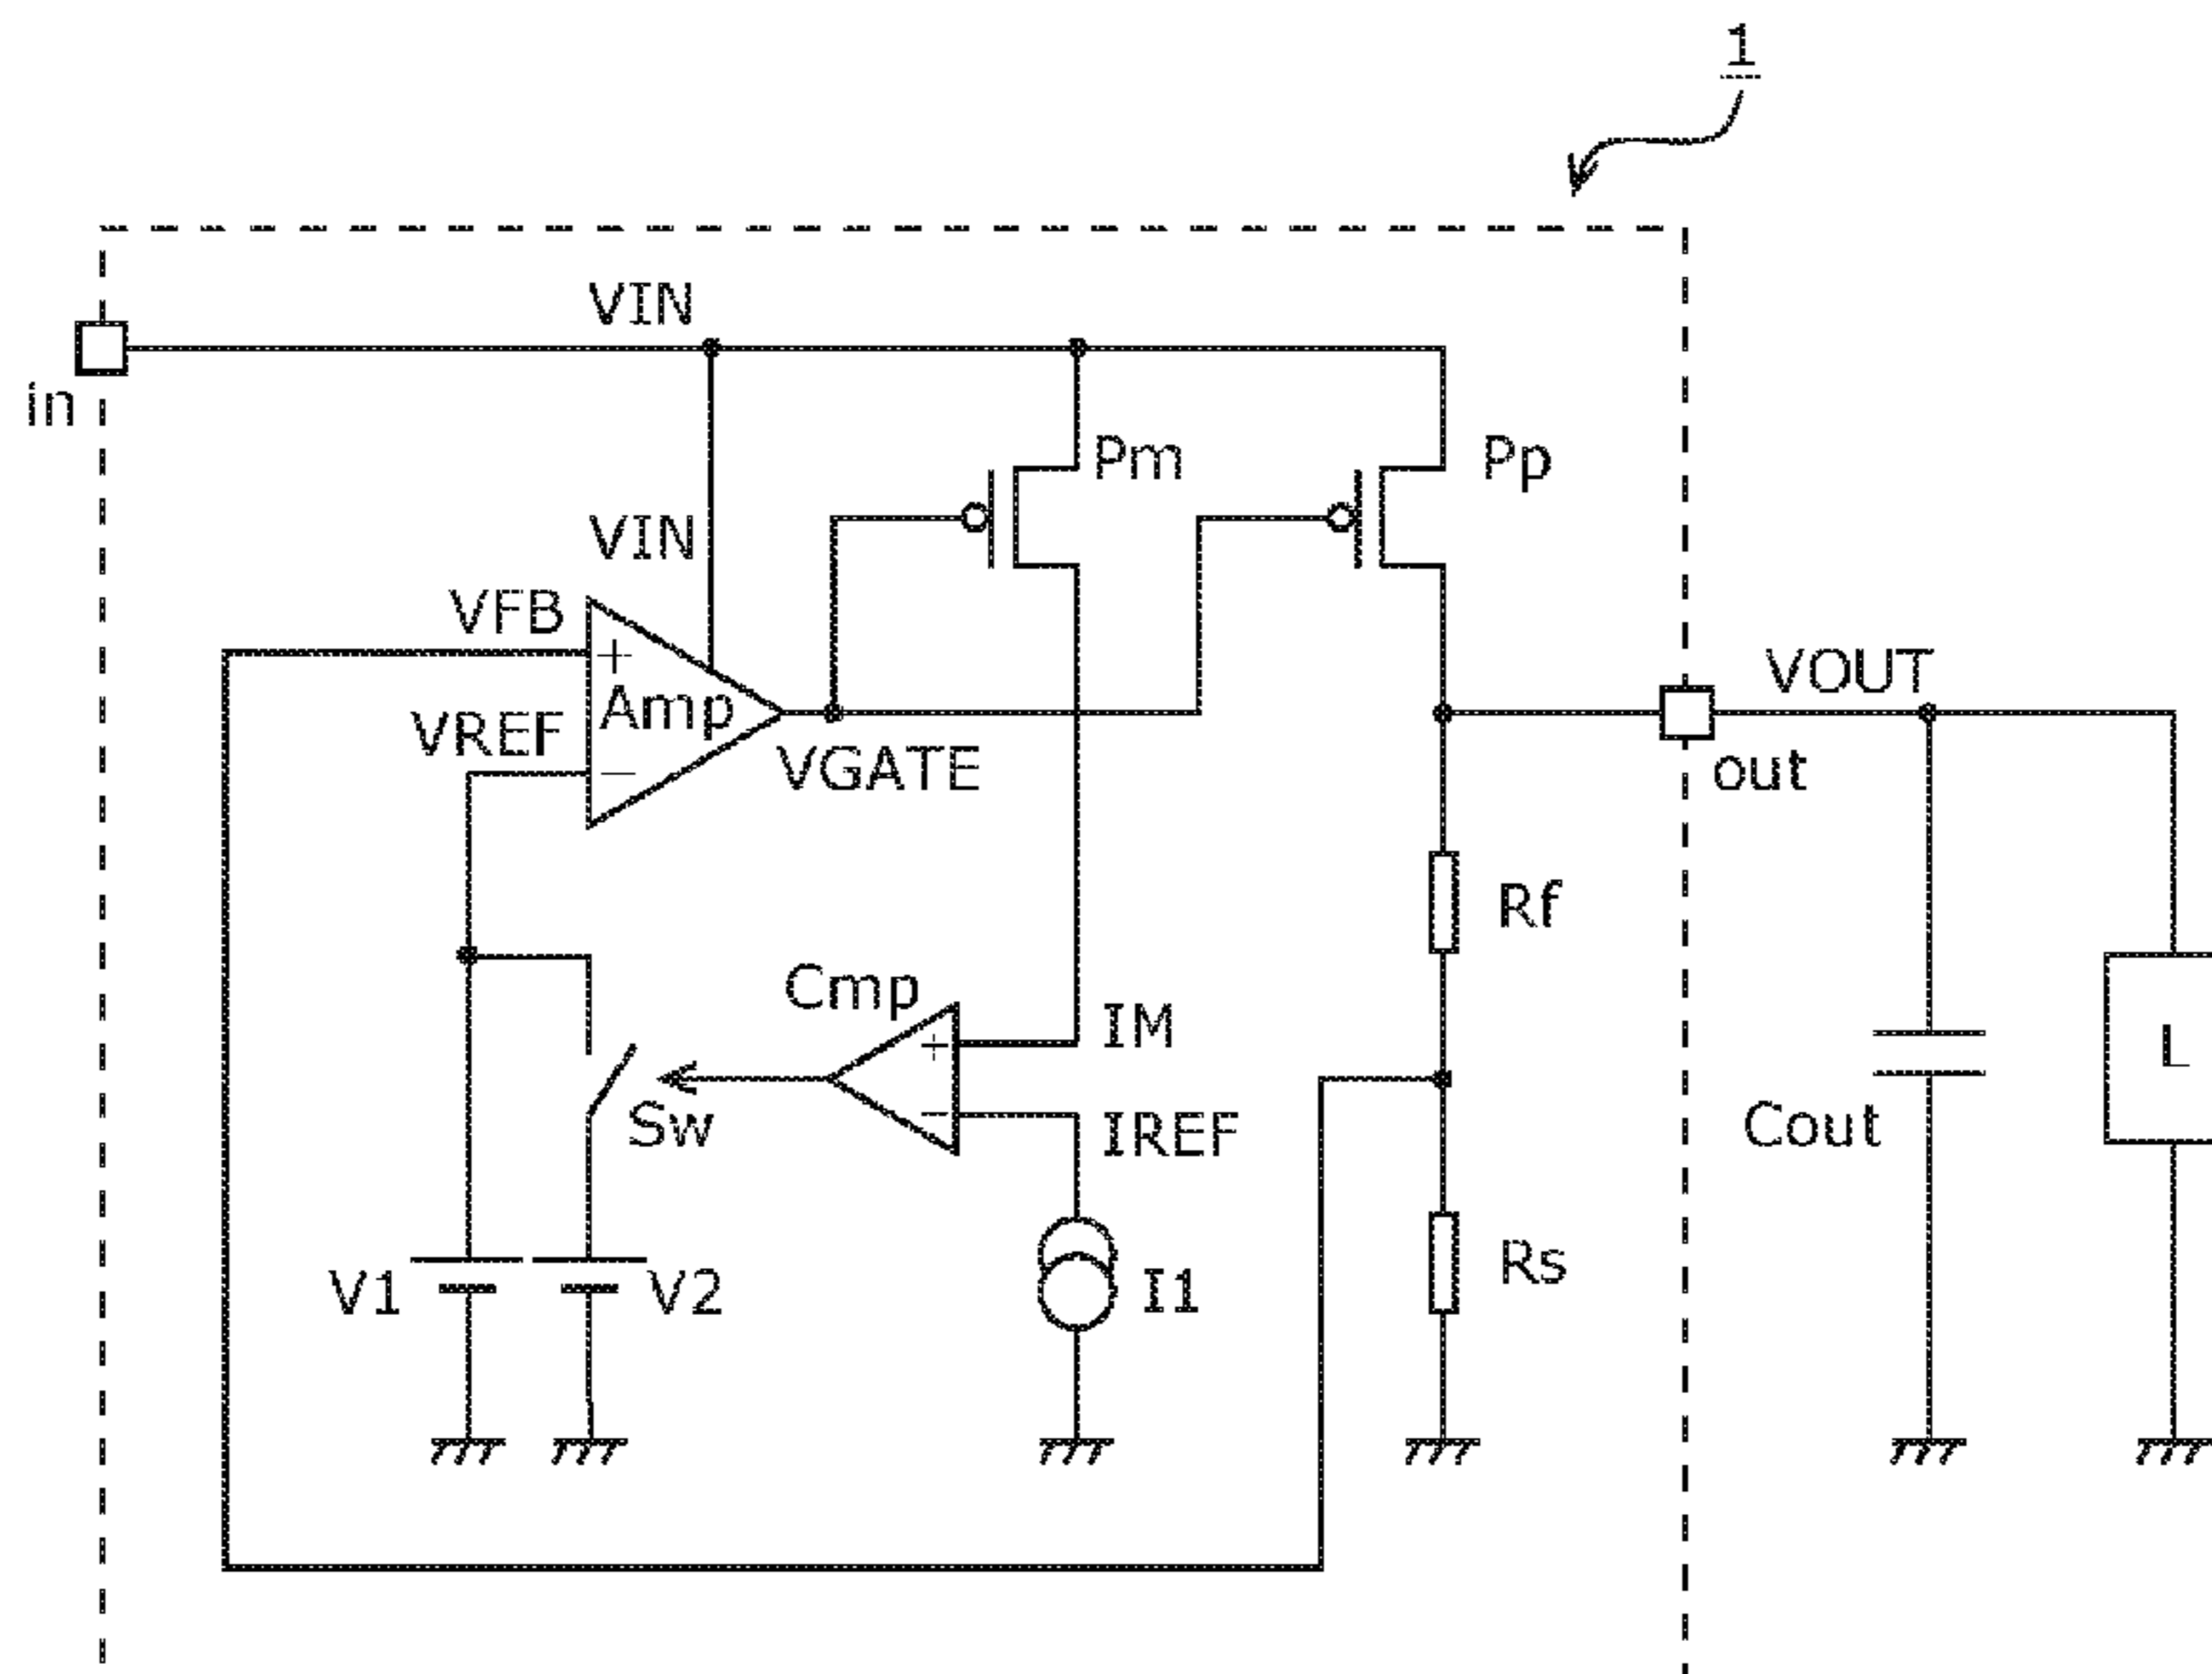 1
VIN
in
Pm
Pp
VIN
VFB
+
Amp
VREF
−
VGATE
VOUT
out
Rf
Cmp
IM
+
L
Sw
−
IREF
Cout
V1
V2
I1
Rs